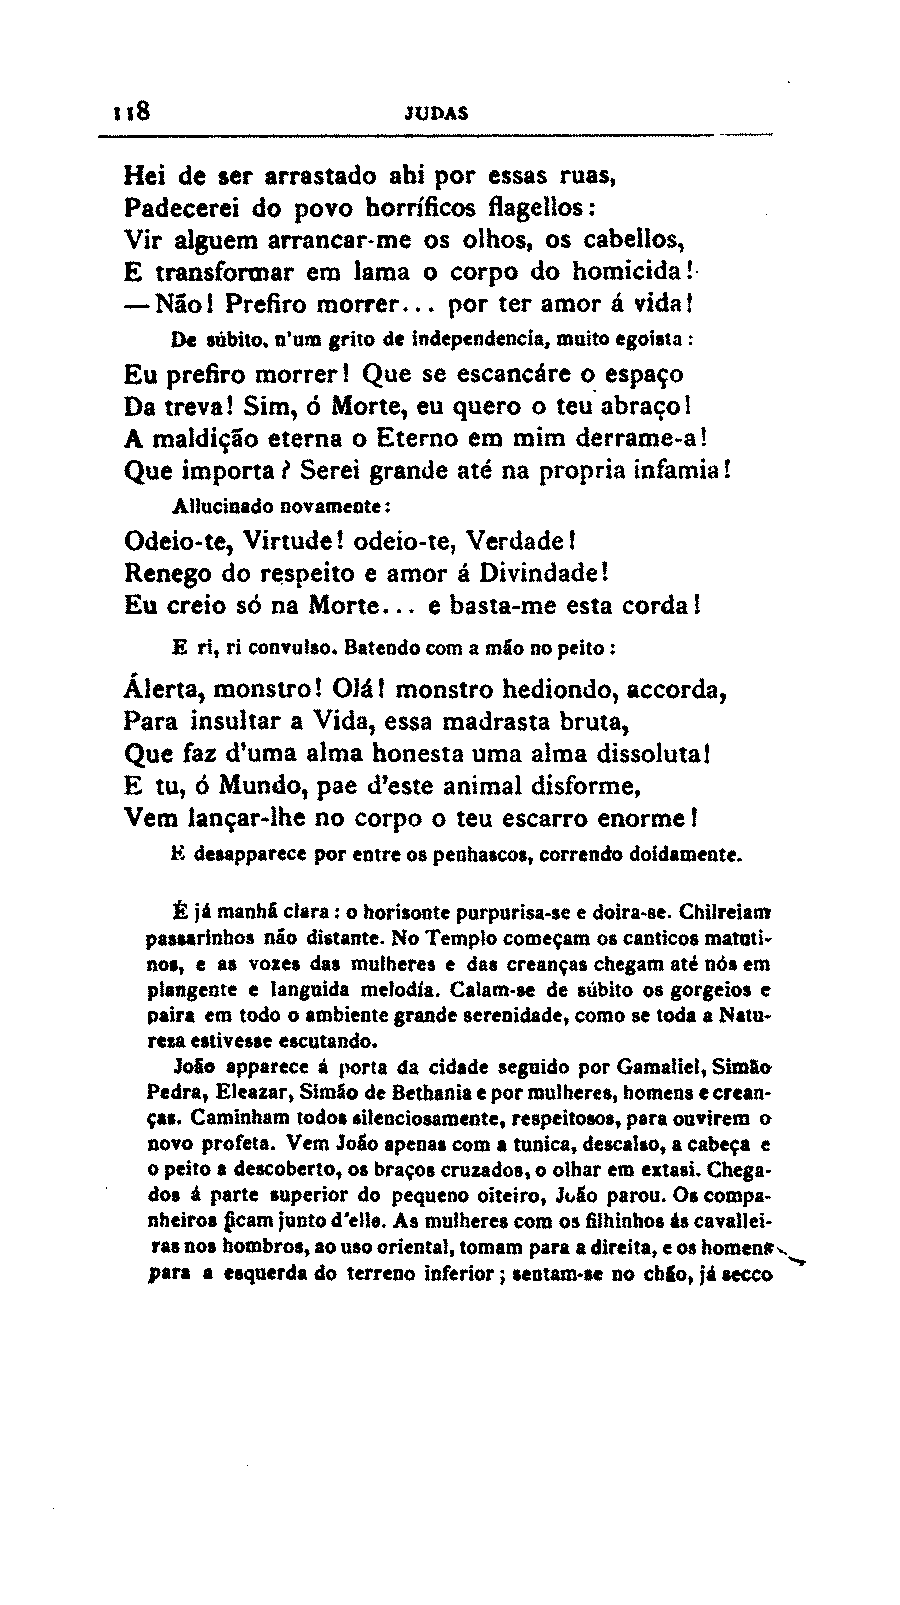 118 JUDAS
Hei de ser arrastado ahi por essas ruas,
Padecerei do povo horríficos flagellos:
Vir alguem arrancar-me os olhos, os cabellos,
E transformar em lama o corpo do homicida!
—Não! Prefiro morrer... por ter amor á vida!
De súbito, n'um grito de independencia, muito egoista:
Eu prefiro morrer! Que se escancáre o espaço
Da treva! Sim, ó Morte, eu quero o teu abraço!
A maldição eterna o Eterno em mim derrame-a!
Que importa? Serei grande até na propria infamia!
Allucinado novamente:
Odeio-te, Virtude! odeio-te, Verdade!
Renego do respeito e amor á Divindade!
Eu creio só na Morte... e basta-me esta corda!
E ri, ri convulso. Batendo com a mão no peito:
Álerta, monstro! Olá! monstro hediondo, accorda,
Para insultar a Vida, essa madrasta bruta,
Que faz d'uma alma honesta uma alma dissoluta!
E tu, ó Mundo, pae d'este animal disforme,
Vem lançar-lhe no corpo o teu escarro enorme!
E desapparece por entre os penhascos, correndo doidamente.
É já manhã clara: o horisonte purpurisa-se e doira-se. Chilreiam
passarinhos não distante. No Templo começam os canticos matuti-
nos, e as vozes das mulheres e das creanças chegam até nós em
plangente e languida melodía. Calam-se de súbito os gorgeios e
paira em todo o ambiente grande serenidade, como se toda a Natu-
reza estivesse escutando.
João apparece á porta da cidade seguido por Gamaliel, Simão
Pedra, Eleazar, Simão de Bethania e por mulheres, homens e crean-
ças. Caminham todos silenciosamente, respeitosos, para ouvirem o
novo profeta. Vem João apenas com a tunica, descalso, a cabeça e
o peito a descoberto, os braços cruzados, o olhar em extasi. Chega-
dos á parte superior do pequeno oiteiro, João parou. Os compa-
nheiros ficam junto d'elle. As mulheres com os filhinhos ás cavallei-
ras nos hombros, ao uso oriental, tomam para a direita, e os homens
para a esquerda do terreno inferior; sentam-se no chão, já secco